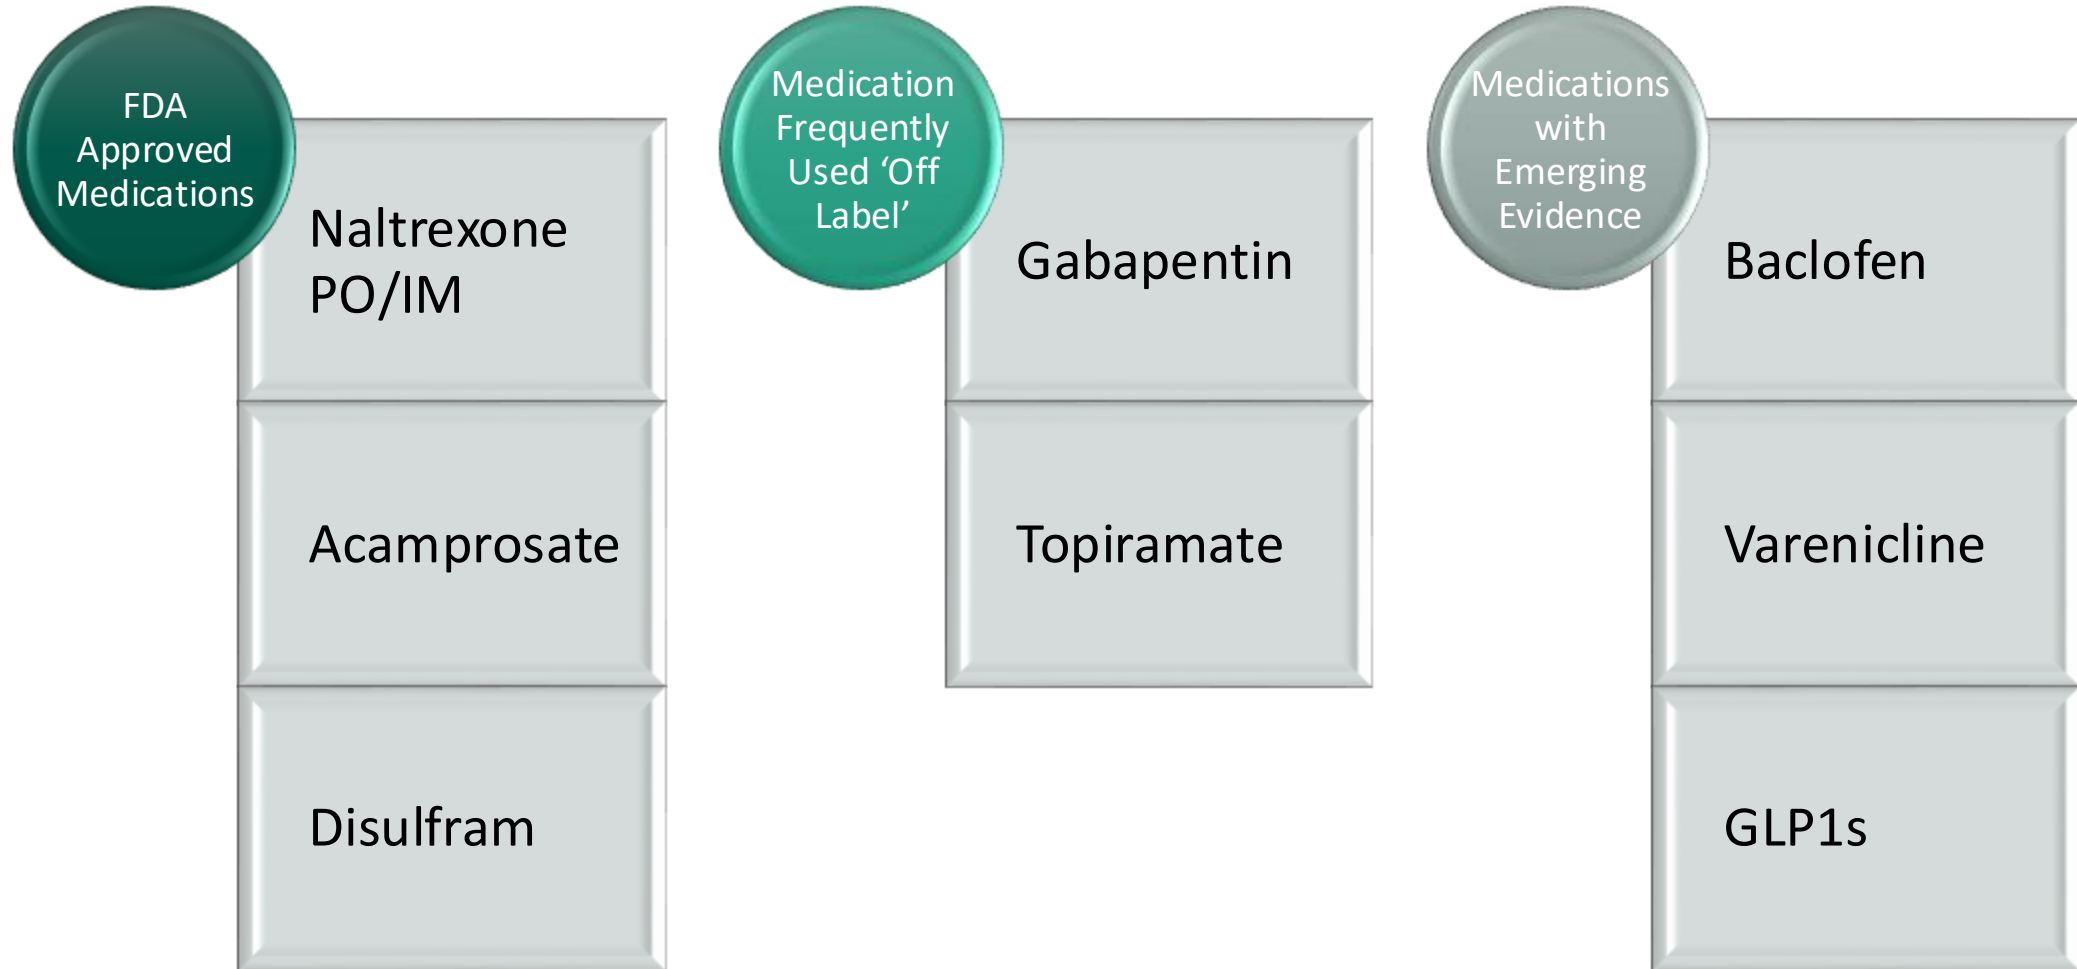 FDA
Approved
Medications
Naltrexone
PO/IM
Acamprosate
Disulfram
Medication
Frequently
Used ‘Off
Label’
Gabapentin
Topiramate
Medications
with
Emerging
Evidence
Baclofen
Varenicline
GLP1s